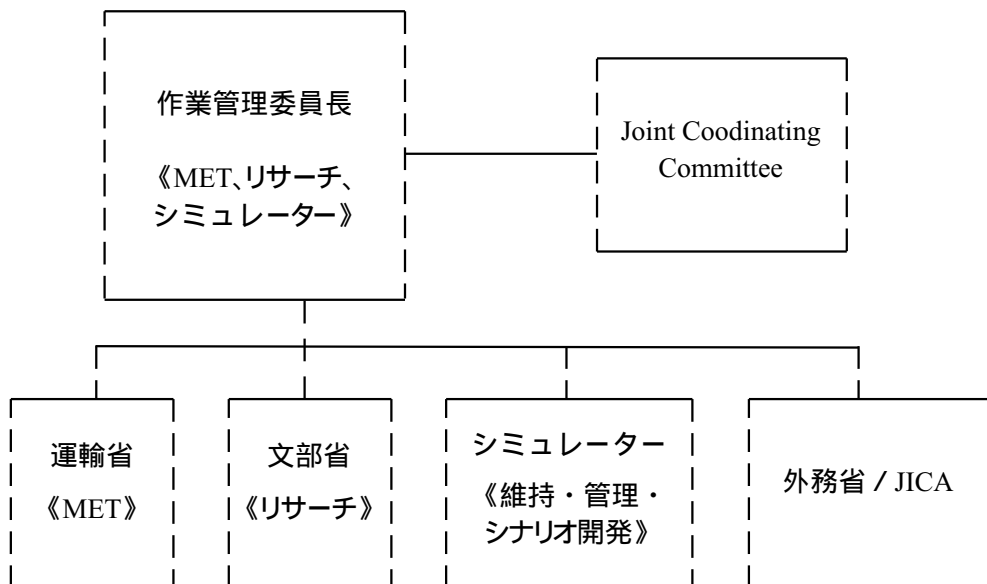 作業管理委員長
《MET、リサーチ、
シミュレーター》
Joint Coodinating
Committee
運輸省
《MET》
文部省
《リサーチ》
シミュレーター
《維持・管理・
シナリオ開発》
外務省 / JICA